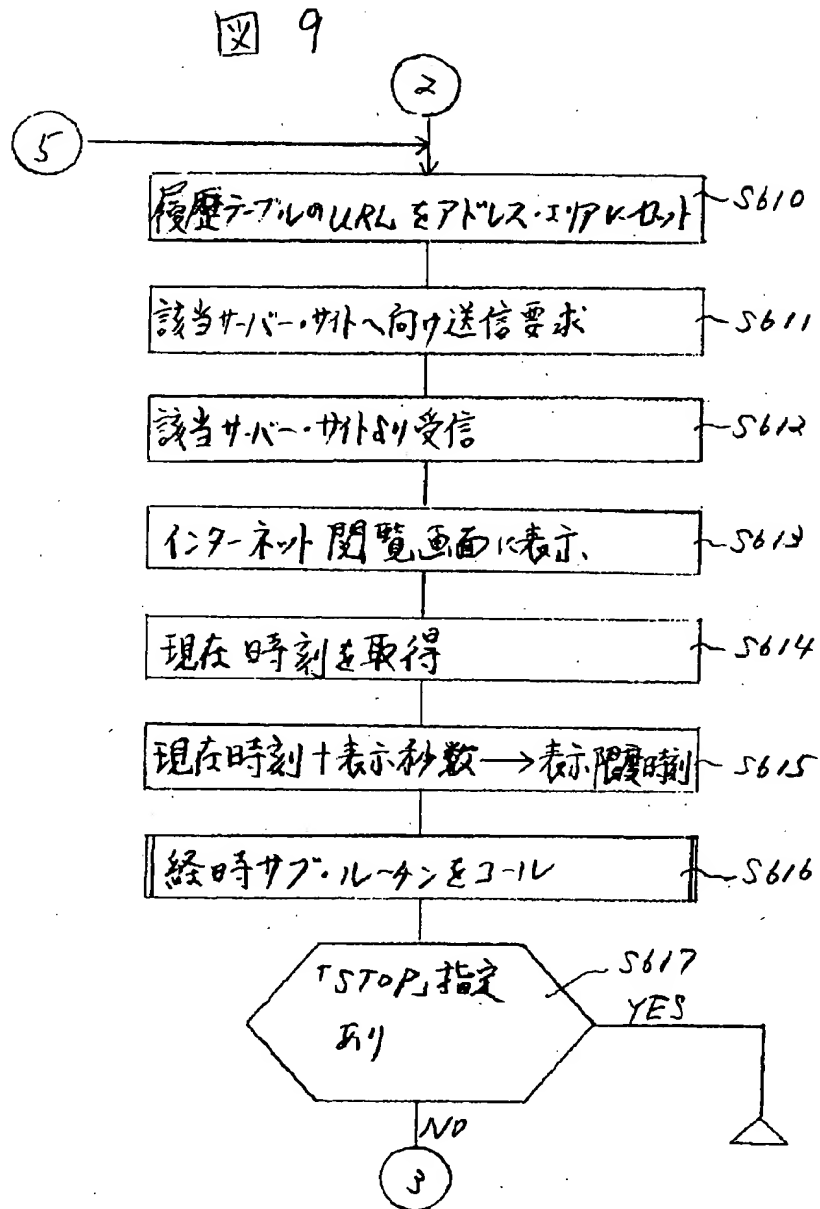 図 9
2
5
履歴テーブルのURLをアドレス・エリアにセット
S610
該当サーバー・サイトへ向け送信要求
S611
該当サーバー・サイトより受信
S612
インターネット閲覧画面に表示
S613
現在時刻を取得
S614
現在時刻+表示秒数→表示限度時刻
S615
経時サブ・ルーチンをコール
S616
「STOP」指定
あり
S617
YES
NO
3